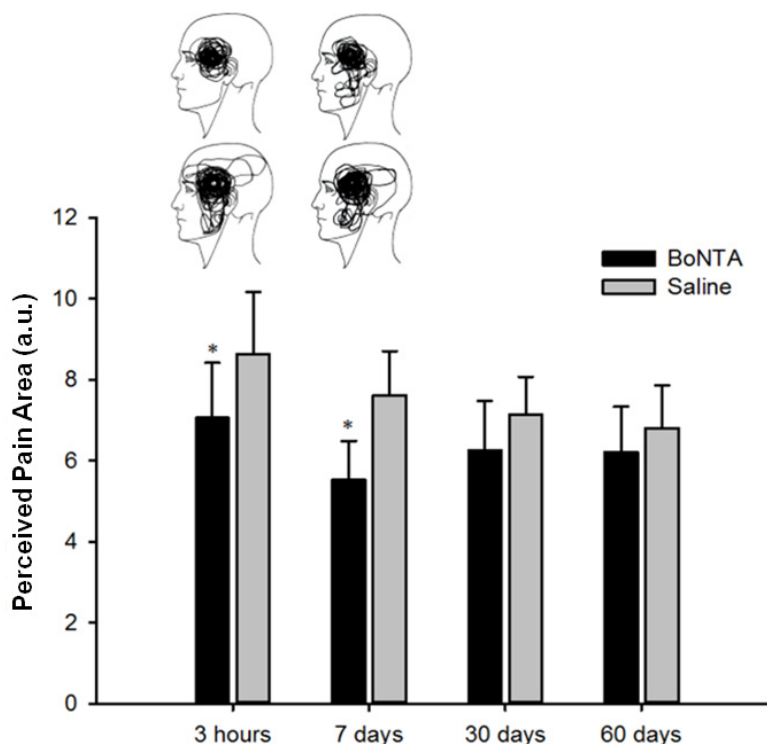 12
10
8
6
4
2
0
Perceived Pain Area (a.u.)
BoNTA
Saline
*
*
3 hours
7 days
30 days
60 days